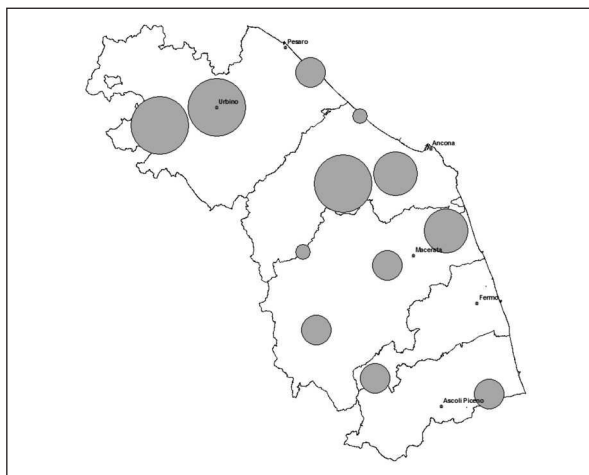 Pesaro
Urbino
Ancona
Macerata
Fermo
Ascoli Piceno